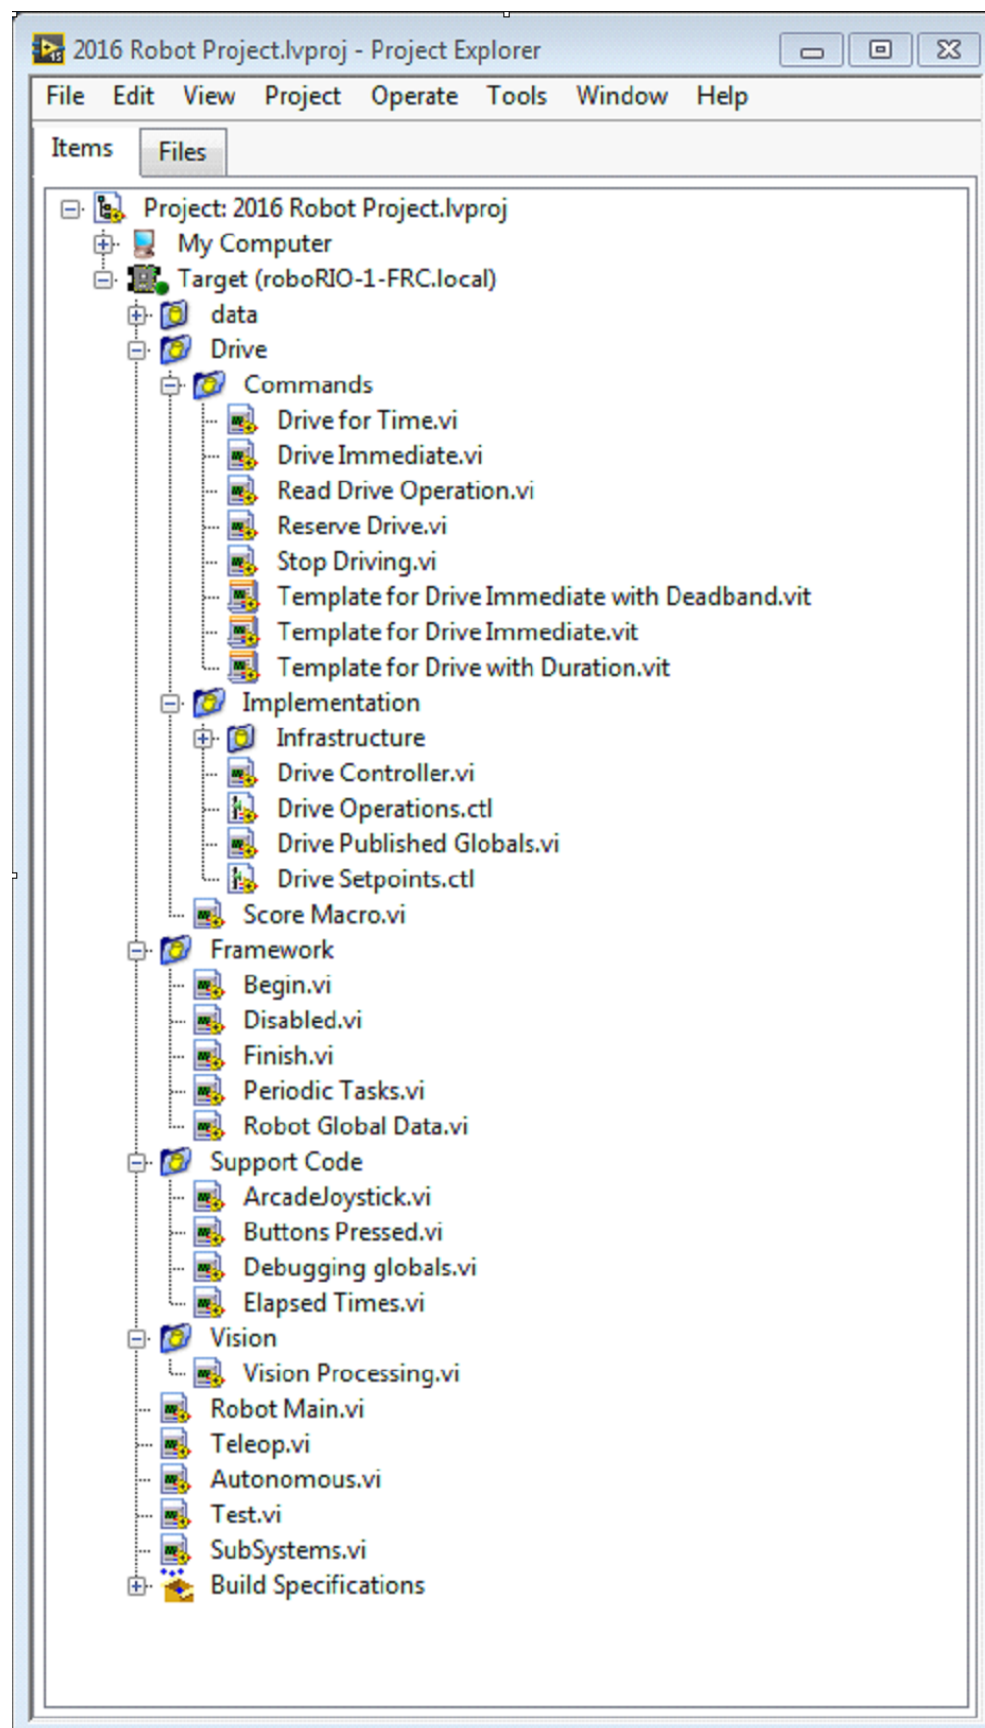 2016 Robot Project.lvproj - Project Explorer
File Edit View Project Operate Tools Window Help
Items Files
Project: 2016 Robot Project.lvproj
My Computer
Target (roboRIO-1-FRC.local)
data
Drive
Commands
Drive for Time.vi
Drive Immediate.vi
Read Drive Operation.vi
Reserve Drive.vi
Stop Driving.vi
Template for Drive Immediate with Deadband.vit
Template for Drive Immediate.vit
Template for Drive with Duration.vit
Implementation
Infrastructure
Drive Controller.vi
Drive Operations.ctl
Drive Published Globals.vi
Drive Setpoints.ctl
Score Macro.vi
Framework
Begin.vi
Disabled.vi
Finish.vi
Periodic Tasks.vi
Robot Global Data.vi
Support Code
ArcadeJoystick.vi
Buttons Pressed.vi
Debugging globals.vi
Elapsed Times.vi
Vision
Vision Processing.vi
Robot Main.vi
Teleop.vi
Autonomous.vi
Test.vi
SubSystems.vi
Build Specifications